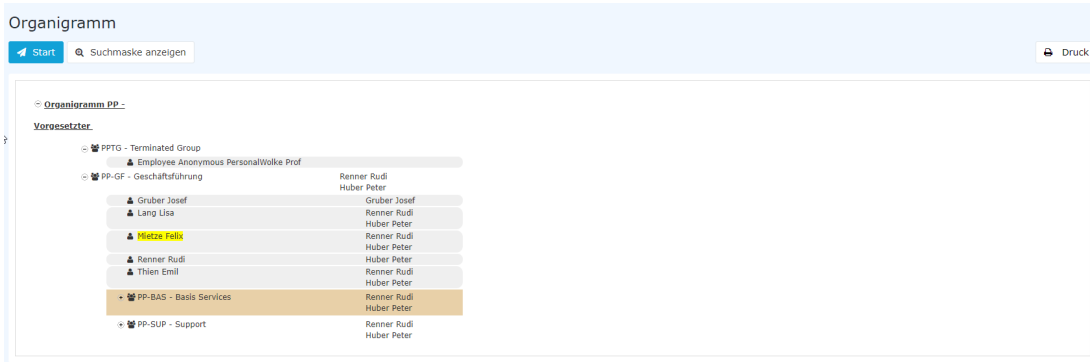 Organigramm
Start Suchmaske anzeigen Druck
Organigramm PP -
Vorgesetzter
PPTG - Terminated Group
Employee Anonymous PersonalWolke Prof
PP-GF - Geschäftsführung Renner Rudi
Huber Peter
Gruber Josef Gruber Josef
Lang Lisa Renner Rudi
Huber Peter
Mietze Felix Renner Rudi
Huber Peter
Renner Rudi Huber Peter
Thien Emil Renner Rudi
Huber Peter
PP-BAS - Basis Services Renner Rudi
Huber Peter
PP-SUP - Support Renner Rudi
Huber Peter